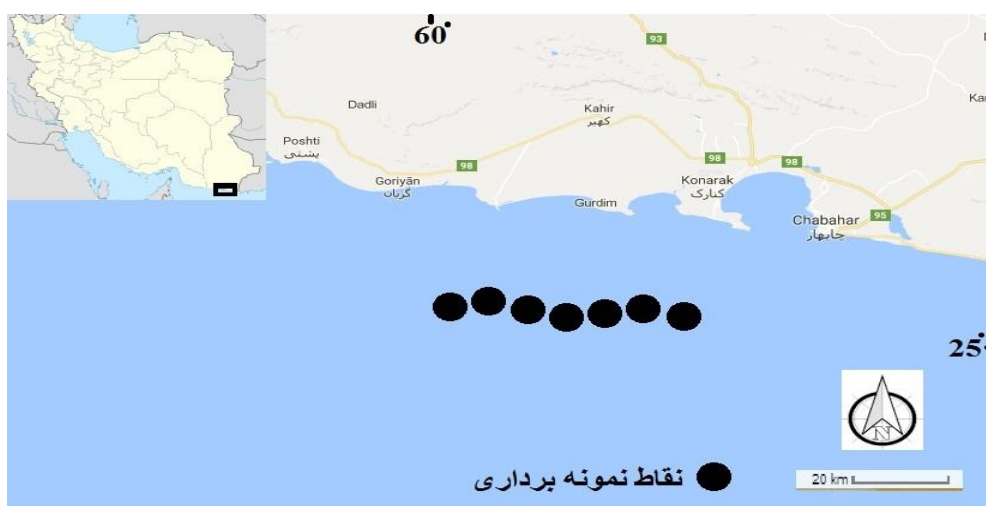 60
93
Dadli
Kahir
کهیر
Poshti
پشتی
98
98
98
Goriyān
گریان
Konarak
کنارک
Gurdim
Chabahar
چابهار
95
25
N
نقاط نمونه برداری
20 km